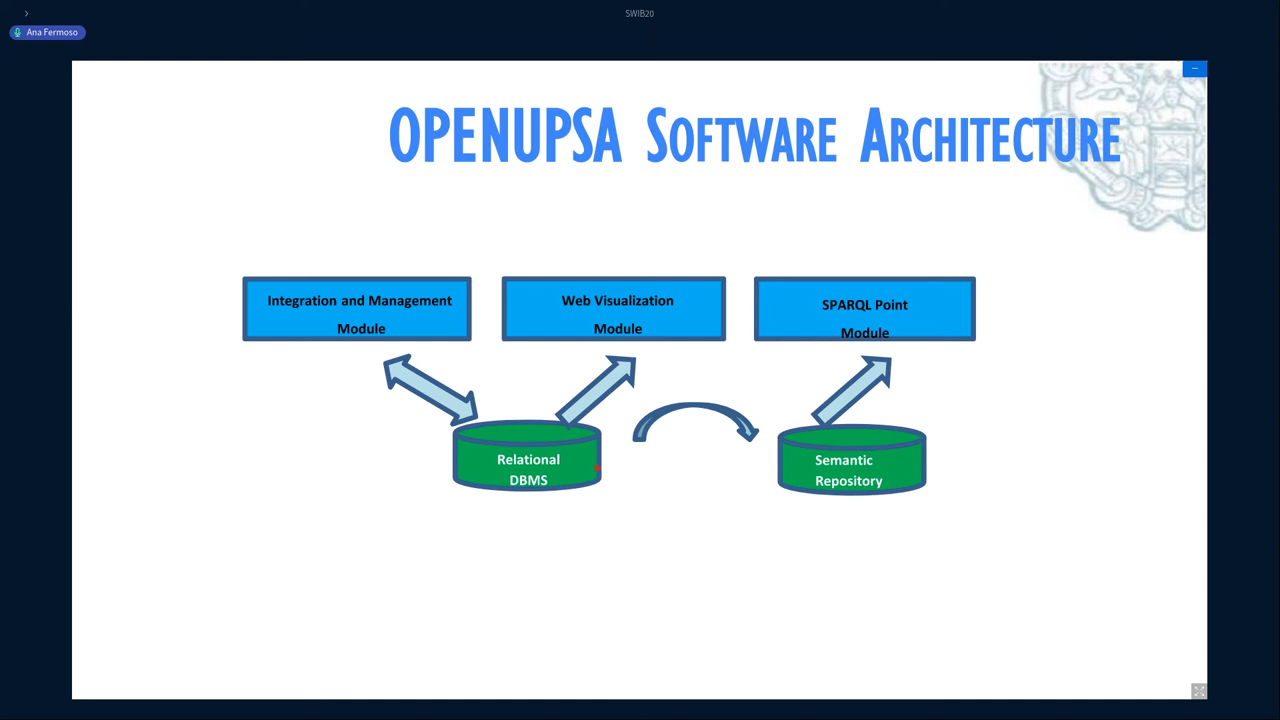 SWIB20
Ana Fermoso
OPENUPSA SOFTWARE ARCHITECTURE
Integration and Management
Module
Web Visualization
Module
SPARQL Point
Module
Relational
DBMS
Semantic
Repository